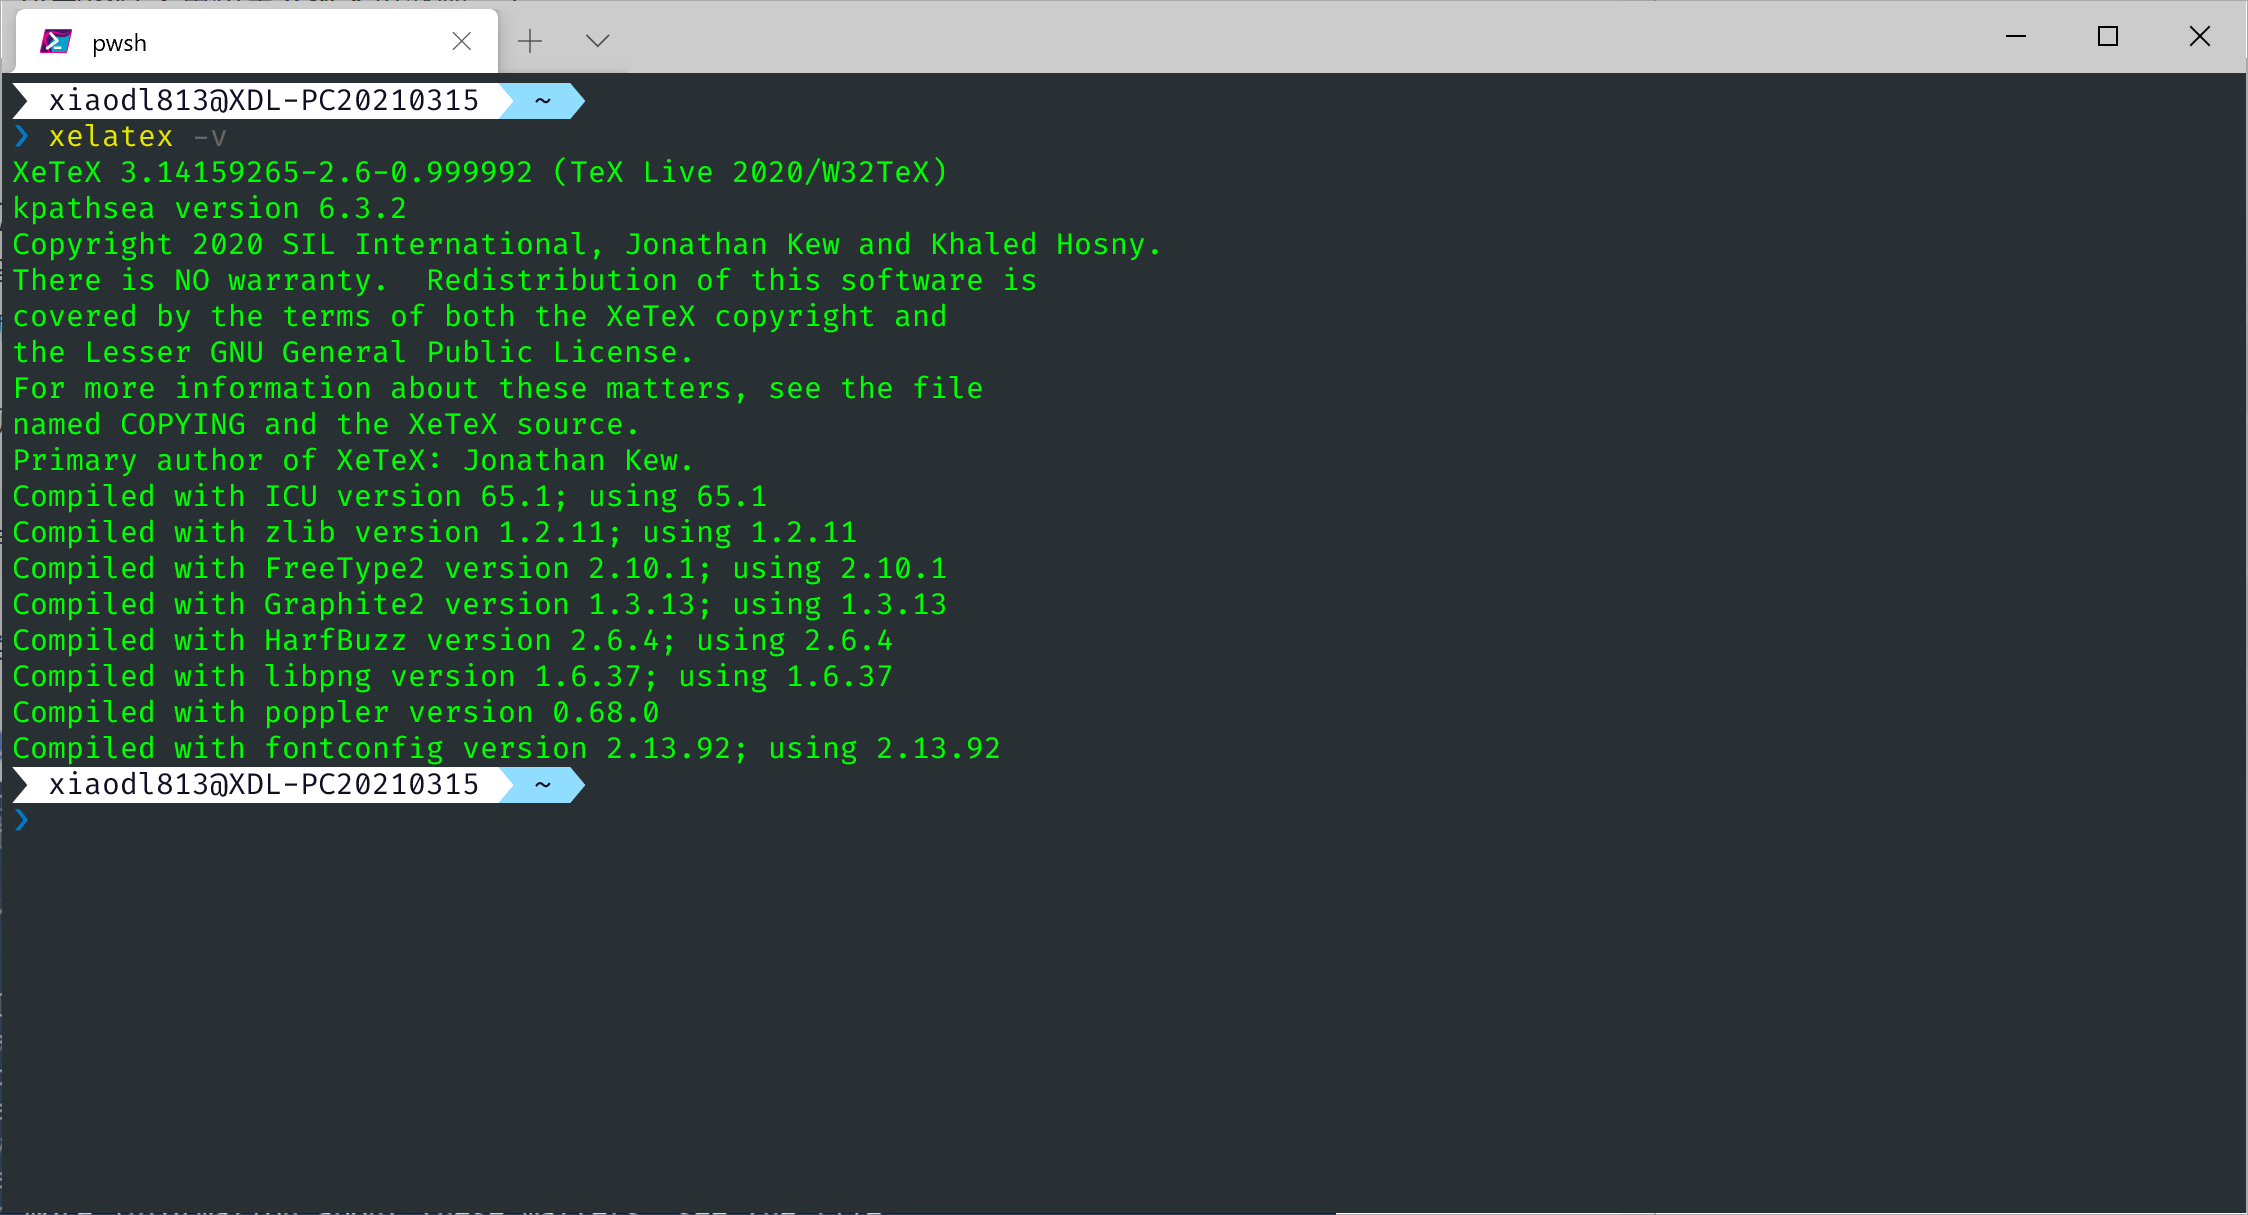 pwsh
xiaodl813@XDL-PC20210315 ~
❯ xelatex -v
XeTeX 3.14159265-2.6-0.999992 (TeX Live 2020/W32TeX)
kpathsea version 6.3.2
Copyright 2020 SIL International, Jonathan Kew and Khaled Hosny.
There is NO warranty.  Redistribution of this software is
covered by the terms of both the XeTeX copyright and
the Lesser GNU General Public License.
For more information about these matters, see the file
named COPYING and the XeTeX source.
Primary author of XeTeX: Jonathan Kew.
Compiled with ICU version 65.1; using 65.1
Compiled with zlib version 1.2.11; using 1.2.11
Compiled with FreeType2 version 2.10.1; using 2.10.1
Compiled with Graphite2 version 1.3.13; using 1.3.13
Compiled with HarfBuzz version 2.6.4; using 2.6.4
Compiled with libpng version 1.6.37; using 1.6.37
Compiled with poppler version 0.68.0
Compiled with fontconfig version 2.13.92; using 2.13.92
xiaodl813@XDL-PC20210315 ~
❯